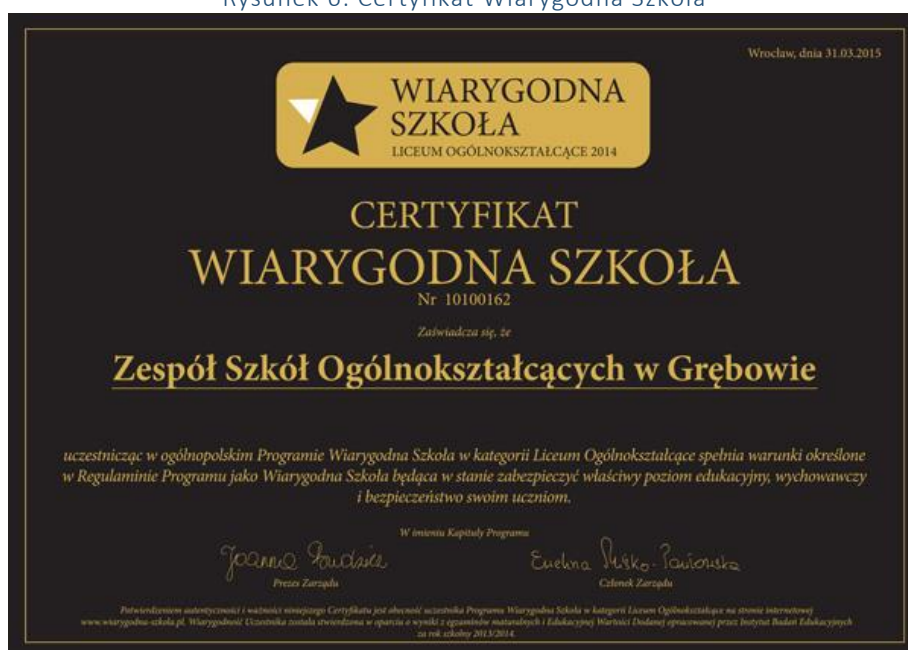 Rysunek 6. Certyfikat Wiarygodna Szkoła
Wrocław, dnia 31.03.2015
WIARYGODNA
SZKOŁA
LICEUM OGÓLNOKSZTAŁCĄCE 2014
CERTYFIKAT
WIARYGODNA SZKOŁA
Nr 10100162
Zaświadcza się, że
Zespół Szkół Ogólnokształcących w Grębowie
uczestnicząc w ogólnopolskim Programie Wiarygodna Szkoła w kategorii Liceum Ogólnokształcące spełnia warunki określone
w Regulaminie Programu jako Wiarygodna Szkoła będąca w stanie zabezpieczyć właściwy poziom edukacyjny, wychowawczy
i bezpieczeństwo swoim uczniom.
W imieniu Kapituły Programu
Joanna
Ewelina
Prezes Zarządu
Członek Zarządu
Potwierdzeniem autentyczności i ważności niniejszego Certyfikatu jest obecność uczestnika Programu Wiarygodna Szkoła w kategorii Liceum Ogólnokształcące na stronie internetowej
www.wiarygodna-szkola.pl. Wiarygodność Uczestnika została stwierdzona w oparciu o wyniki z egzaminów maturalnych i Edukacyjnej Wartości Dodanej opracowanej przez Instytut Badań Edukacyjnych
za rok szkolny 2013/2014.